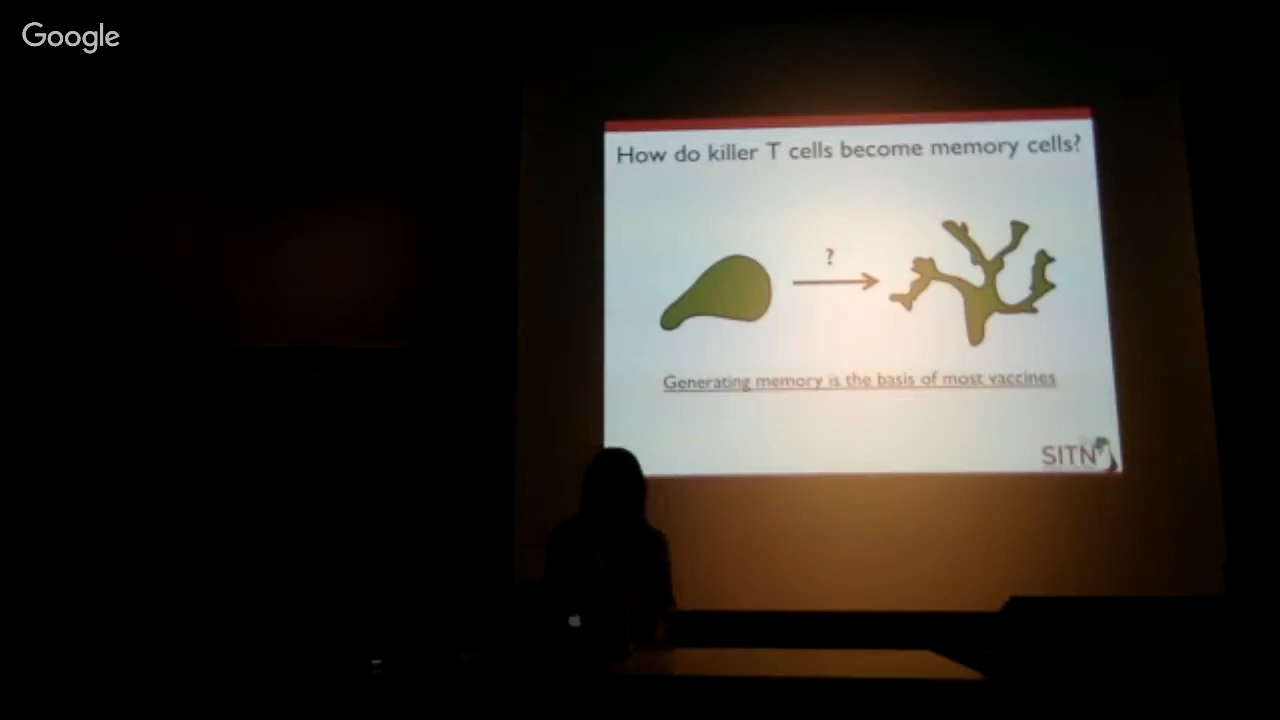 Google
How do killer T cells become memory cells?
?
Generating memory is the basis of most vaccines
SITN